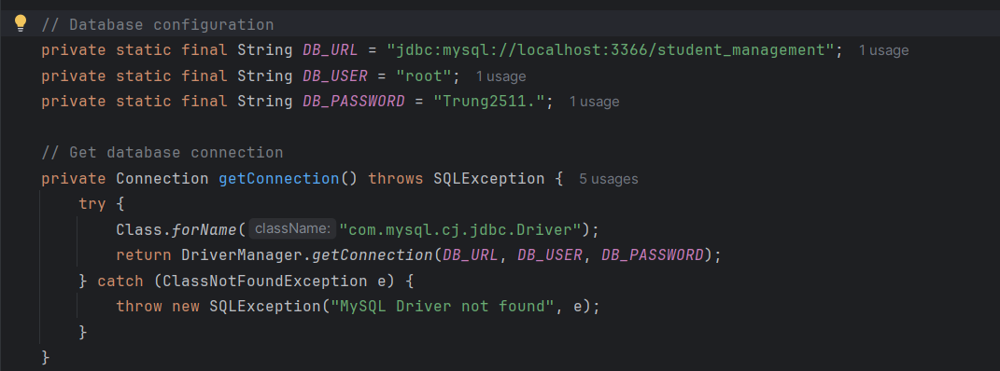 // Database configuration
private static final String DB_URL = "jdbc:mysql://localhost:3366/student_management"; 1 usage
private static final String DB_USER = "root"; 1 usage
private static final String DB_PASSWORD = "Trung2511."; 1 usage
// Get database connection
private Connection getConnection() throws SQLException { 5 usages
try {
Class.forName( className: "com.mysql.cj.jdbc.Driver");
return DriverManager.getConnection(DB_URL, DB_USER, DB_PASSWORD);
} catch (ClassNotFoundException e) {
throw new SQLException("MySQL Driver not found", e);
}
}